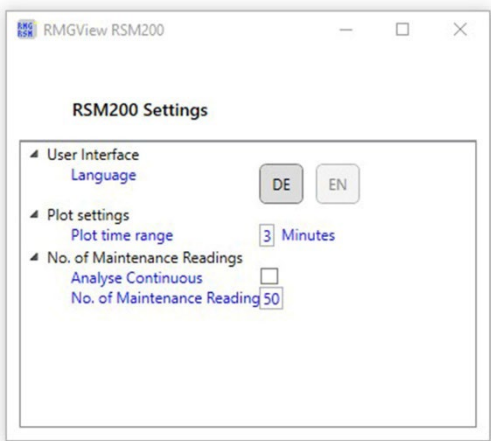 RMG RSM RMGView RSM200
RSM200 Settings
User Interface
Language DE EN
Plot settings
Plot time range 3 Minutes
No. of Maintenance Readings
Analyse Continuous
No. of Maintenance Reading 50